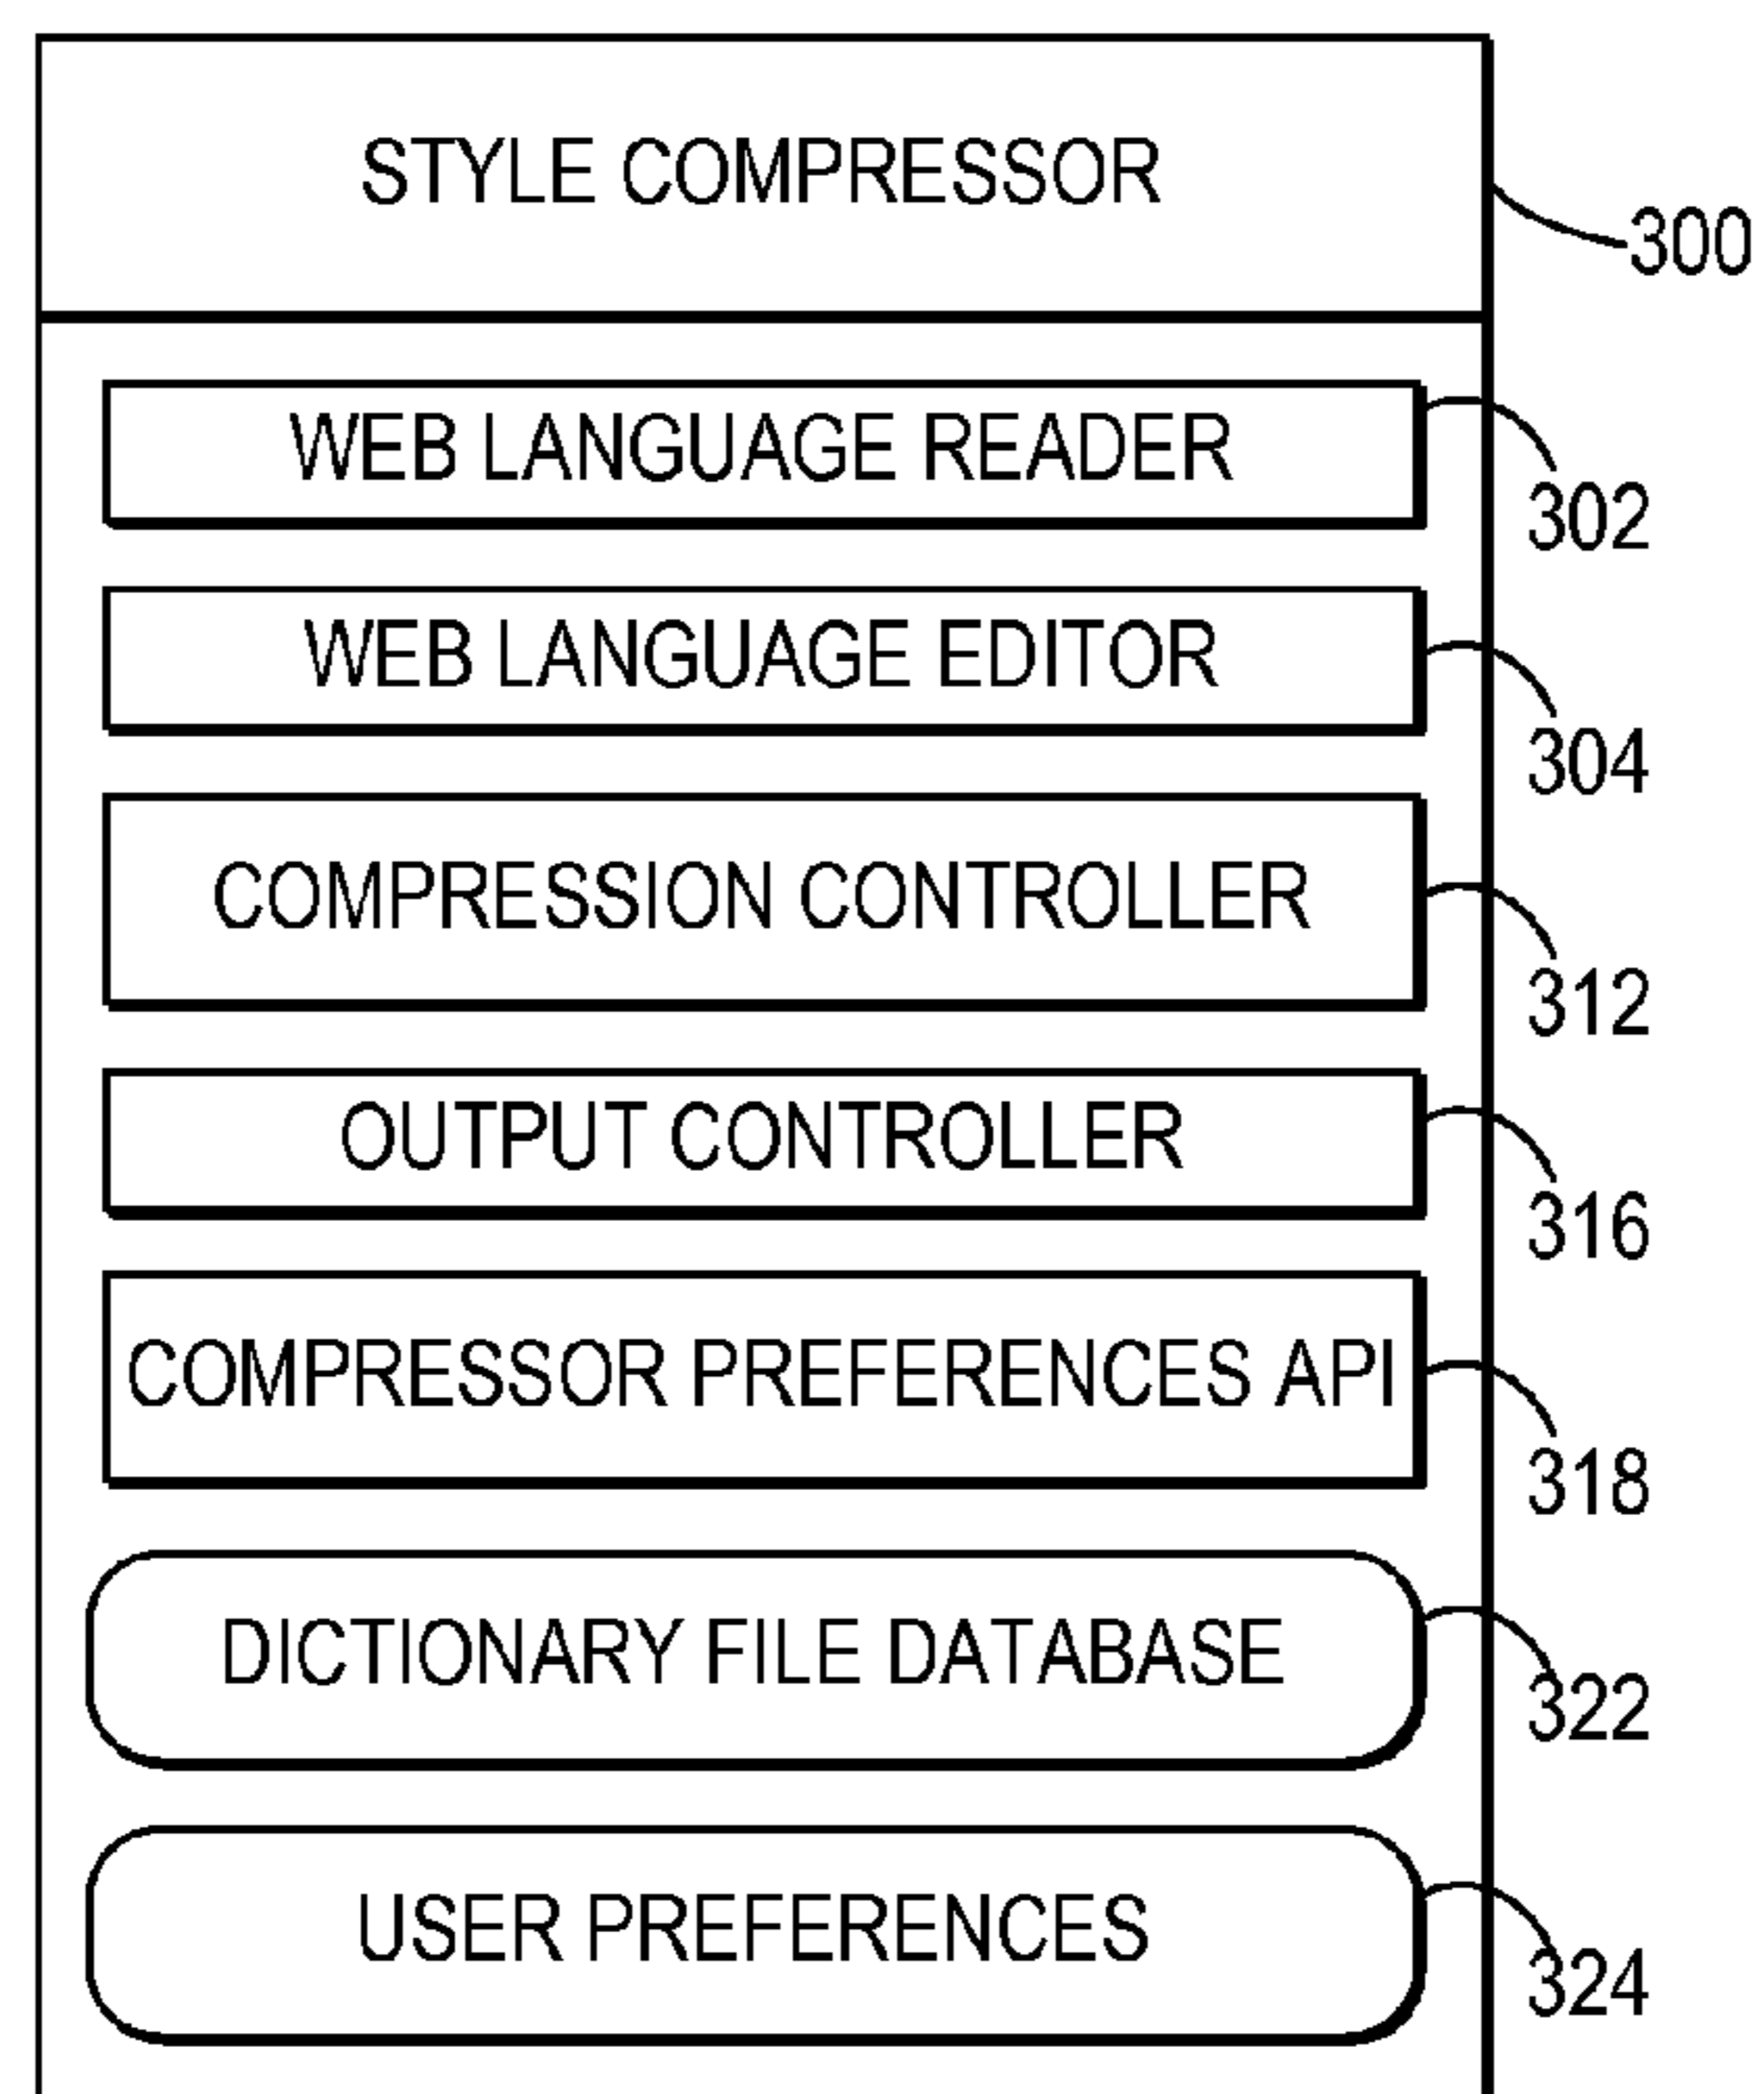 STYLE COMPRESSOR
300
WEB LANGUAGE READER
302
WEB LANGUAGE EDITOR
304
COMPRESSION CONTROLLER
312
OUTPUT CONTROLLER
316
COMPRESSOR PREFERENCES API
318
DICTIONARY FILE DATABASE
322
USER PREFERENCES
324